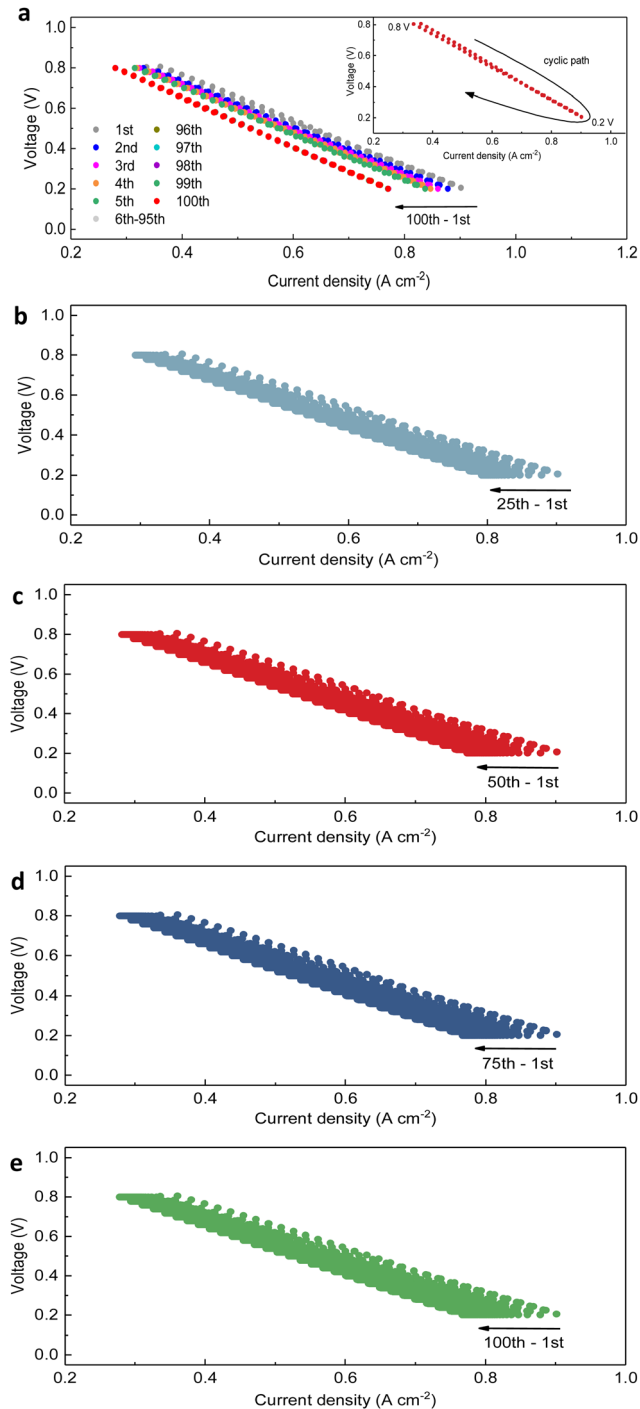 a
Voltage (V)
1.0
0.8
0.6
0.4
0.2
0.0
1st
2nd
3rd
4th
5th
6th-95th
96th
97th
98th
99th
100th
100th - 1st
0.2 0.4 0.6 0.8 1.0 1.2
Current density (A cm⁻²)
Voltage (V)
0.8
0.6
0.4
0.2
0.8 V
cyclic path
0.2 V
0.4 0.6 0.8 1.0
Current density (A cm⁻²)
b
Voltage (V)
1.0
0.8
0.6
0.4
0.2
0.0
25th - 1st
0.2 0.4 0.6 0.8 1.0
Current density (A cm⁻²)
c
Voltage (V)
1.0
0.8
0.6
0.4
0.2
0.0
50th - 1st
0.2 0.4 0.6 0.8 1.0
Current density (A cm⁻²)
d
Voltage (V)
1.0
0.8
0.6
0.4
0.2
0.0
75th - 1st
0.2 0.4 0.6 0.8 1.0
Current density (A cm⁻²)
e
Voltage (V)
1.0
0.8
0.6
0.4
0.2
0.0
100th - 1st
0.2 0.4 0.6 0.8 1.0
Current density (A cm⁻²)